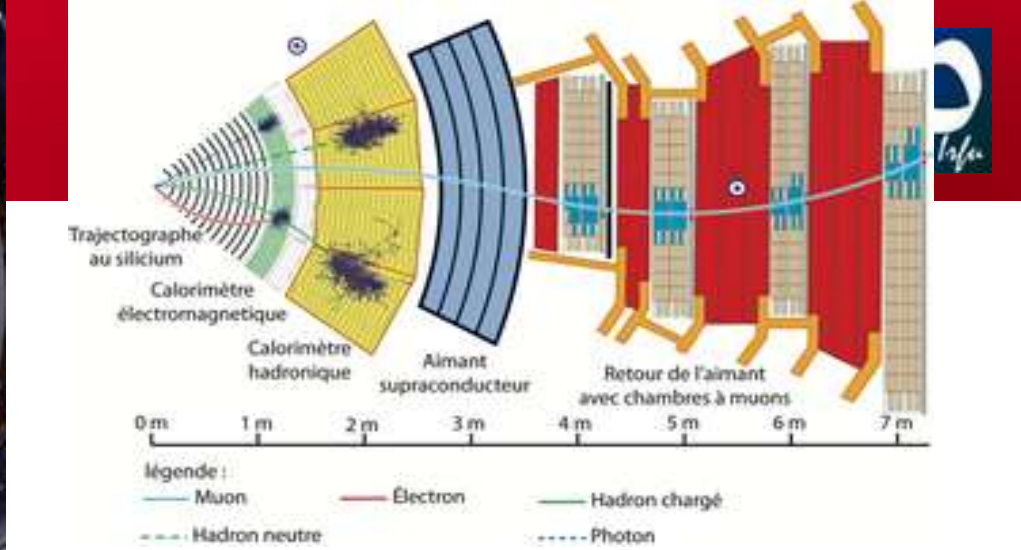 Irfu
Trajectographe
au silicium
Calorimètre
électromagnetique
Calorimètre
hadronique
Aimant
supraconducteur
Retour de l'aimant
avec chambres à muons
0 m 1 m 2 m 3 m 4 m 5 m 6 m 7 m
légende :
Muon Électron Hadron chargé
Hadron neutre Photon